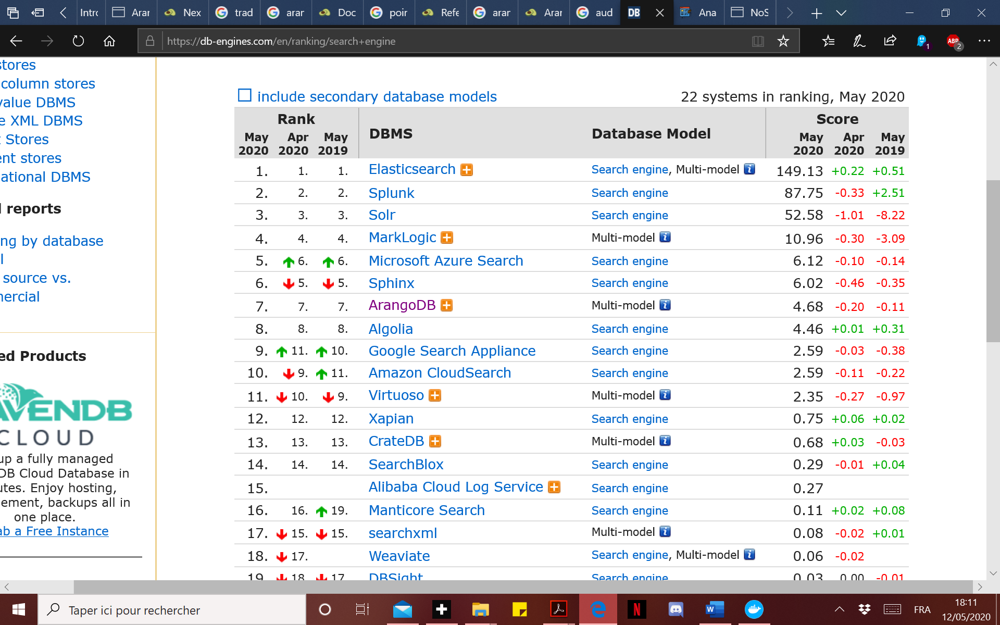 Intro
Arar
Nex
trad
arar
Doc
poir
Refe
arar
Arar
aud
DB
Ana
NoS
https://db-engines.com/en/ranking/search+engine
ABP
1
2
stores
column stores
value DBMS
e XML DBMS
t Stores
ent stores
ational DBMS
reports
ng by database
l
source vs.
ercial
ed Products
VENDB
CLOUD
up a fully managed
DB Cloud Database in
utes. Enjoy hosting,
ement, backups all in
one place.
ab a Free Instance
include secondary database models
22 systems in ranking, May 2020
Rank DBMS Database Model Score
May 2020 Apr 2020 May 2019 May 2020 Apr 2020 May 2019
1. 1. 1. Elasticsearch Search engine, Multi-model i 149.13 +0.22 +0.51
2. 2. 2. Splunk Search engine 87.75 -0.33 +2.51
3. 3. 3. Solr Search engine 52.58 -1.01 -8.22
4. 4. 4. MarkLogic Multi-model i 10.96 -0.30 -3.09
5. 6. 6. Microsoft Azure Search Search engine 6.12 -0.10 -0.14
6. 5. 5. Sphinx Search engine 6.02 -0.46 -0.35
7. 7. 7. ArangoDB Multi-model i 4.68 -0.20 -0.11
8. 8. 8. Algolia Search engine 4.46 +0.01 +0.31
9. 11. 10. Google Search Appliance Search engine 2.59 -0.03 -0.38
10. 9. 11. Amazon CloudSearch Search engine 2.59 -0.11 -0.22
11. 10. 9. Virtuoso Multi-model i 2.35 -0.27 -0.97
12. 12. 12. Xapian Search engine 0.75 +0.06 +0.02
13. 13. 13. CrateDB Multi-model i 0.68 +0.03 -0.03
14. 14. 14. SearchBlox Search engine 0.29 -0.01 +0.04
15. Alibaba Cloud Log Service Search engine 0.27
16. 16. 19. Manticore Search Search engine 0.11 +0.02 +0.08
17. 15. 15. searchxml Multi-model i 0.08 -0.02 +0.01
18. 17. Weaviate Search engine, Multi-model i 0.06 -0.02
19. 18. 17. DBSight Search engine 0.03 0.00 -0.01
Taper ici pour rechercher
N
W
FRA
18:11
12/05/2020